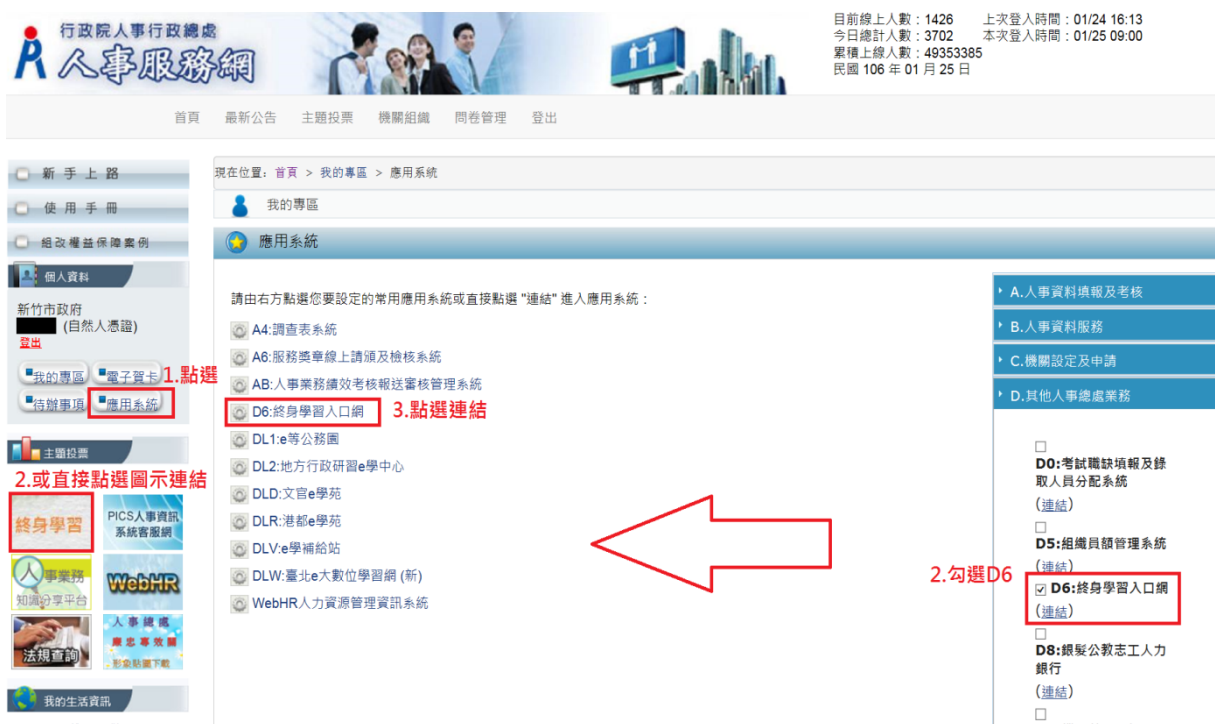 行政院人事行政總處
人事服務網
目前線上人數：1426 上次登入時間：01/24 16:13
今日總計人數：3702 本次登入時間：01/25 09:00
累積上線人數：49353385
民國 106 年 01 月 25 日
首頁 最新公告 主題投票 機關組織 問卷管理 登出
新 手 上 路
使 用 手 冊
組改權益保障案例
個人資料
新竹市政府
(自然人憑證)
登出
我的專區 電子賀卡
待辦事項 應用系統
1.點選
主題投票
2.或直接點選圖示連結
終身學習
PICS人事資訊
系統客服網
人事業務
知識分享平台
WebHR
法規查詢
人 事 總 處
廉 忠 專 效 關
形象貼圖下載
我的生活資訊
現在位置：首頁 > 我的專區 > 應用系統
我的專區
應用系統
請由右方點選您要設定的常用應用系統或直接點選 "連結" 進入應用系統：
A4:調查表系統
A6:服務獎章線上請頒及檢核系統
AB:人事業務績效考核報送審核管理系統
D6:終身學習入口網
3.點選連結
DL1:e等公務園
DL2:地方行政研習e學中心
DLD:文官e學苑
DLR:港都e學苑
DLV:e學補給站
DLW:臺北e大數位學習網 (新)
WebHR人力資源管理資訊系統
A.人事資料填報及考核
B.人事資料服務
C.機關設定及申請
D.其他人事總處業務
D0:考試職缺填報及錄
取人員分配系統
(連結)
D5:組織員額管理系統
(連結)
2.勾選D6
D6:終身學習入口網
(連結)
D8:銀髮公教志工人力
銀行
(連結)